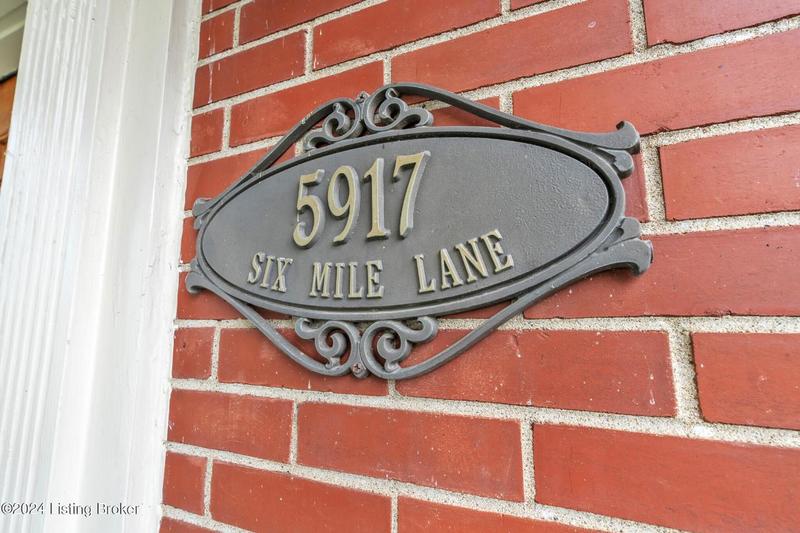 5917
SIX MILE LANE
©2024 Listing Broker